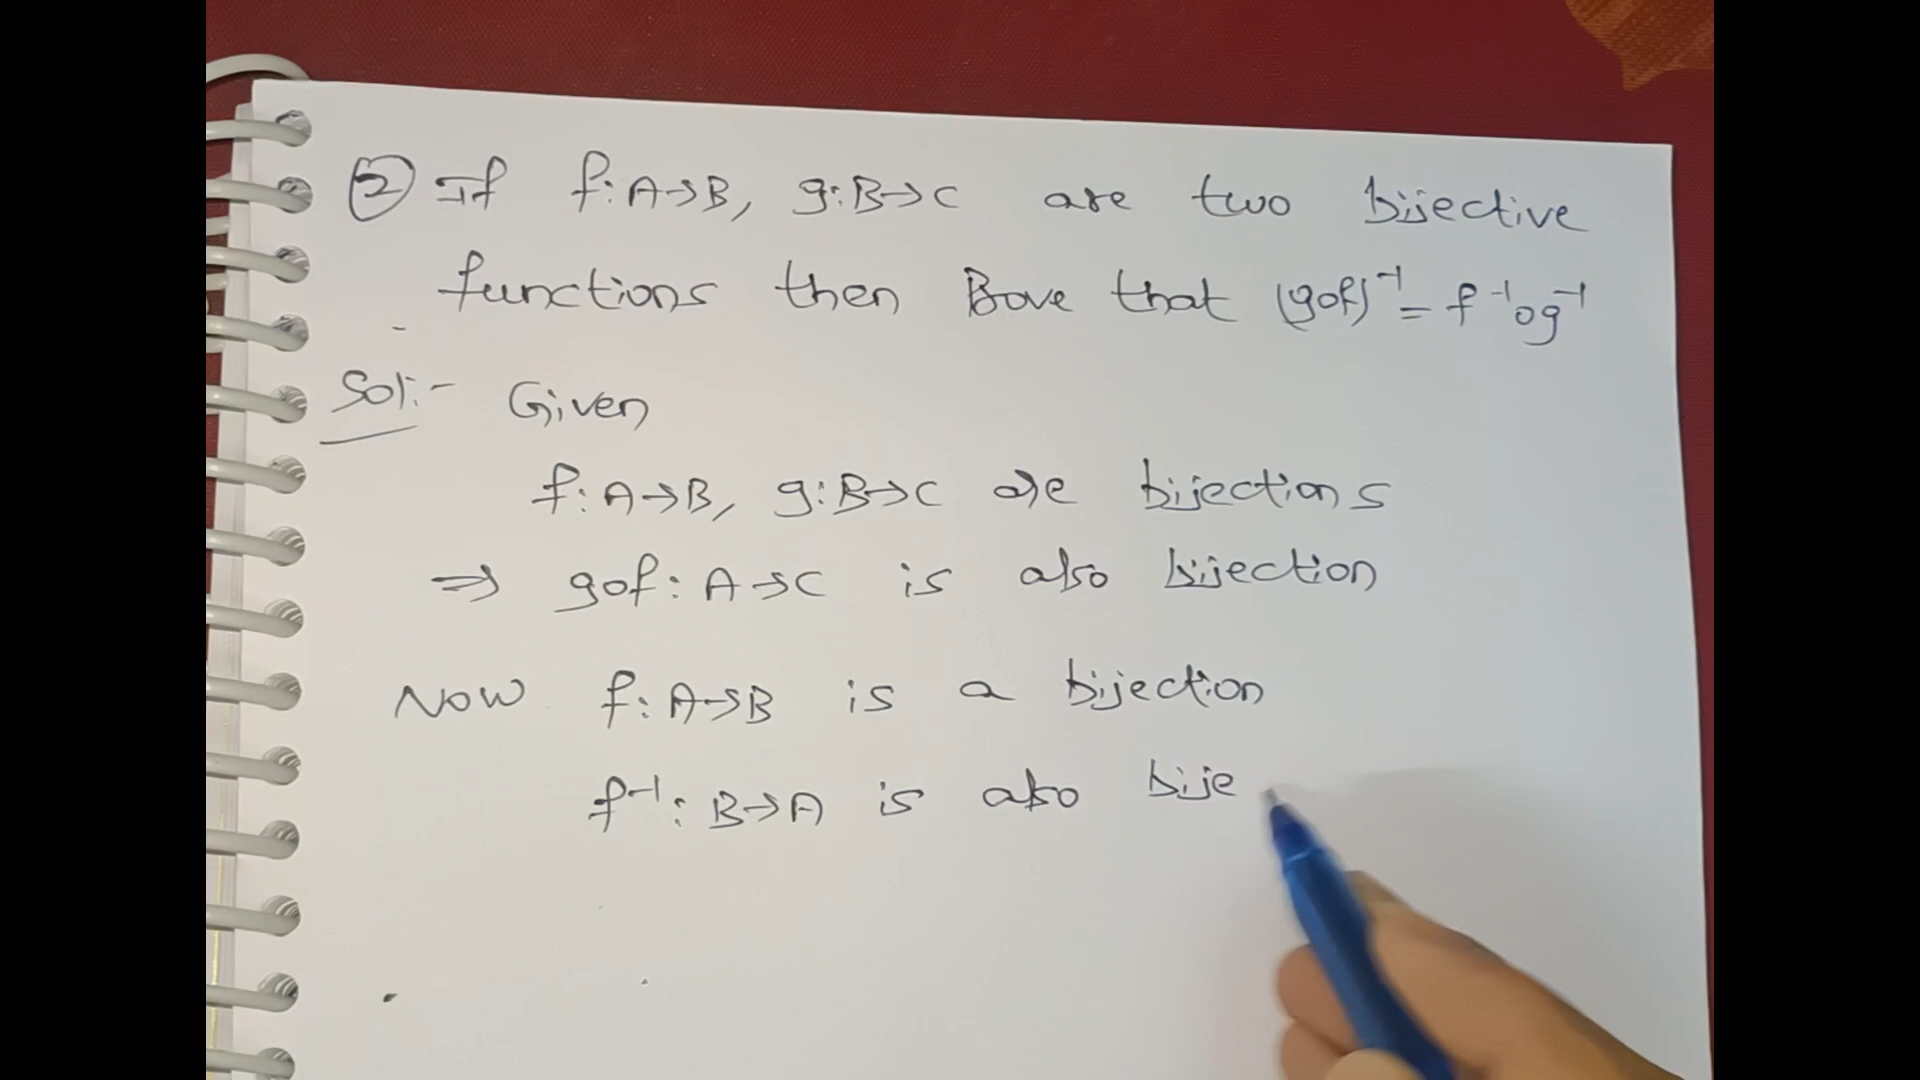 ② If f:A→B, g:B→C are two bijective
functions then Prove that (gof)⁻¹ = f⁻¹og⁻¹
Sol:- Given
f:A→B, g:B→C are bijections
⇒ gof: A→C is also bijection
Now f:A→B is a bijection
f⁻¹: B→A is also bije